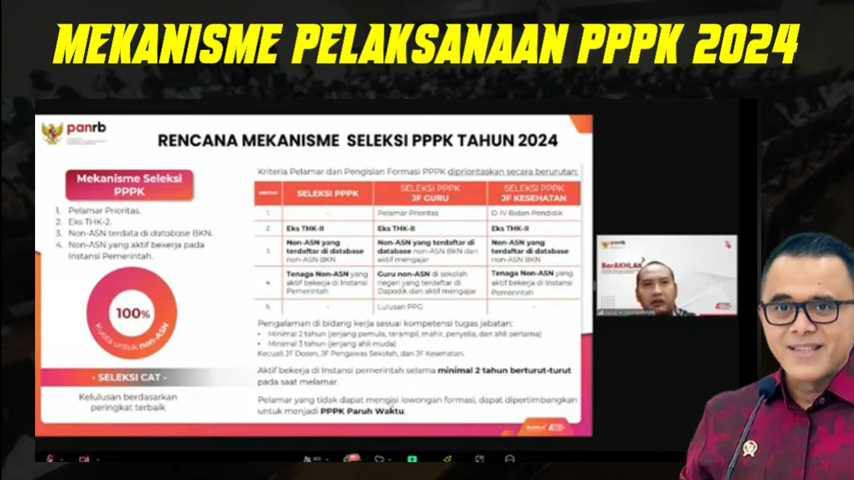 MEKANISME PELAKSANAAN PPPK 2024
panrb
RENCANA MEKANISME SELEKSI PPPK TAHUN 2024
Mekanisme Seleksi
PPPK
1. Pelamar Prioritas.
2. Eks THK-2.
3. Non-ASN terdata di database BKN.
4. Non-ASN yang aktif bekerja pada
Instansi Pemerintah.
100%
Kuota untuk non-ASN
- SELEKSI CAT -
Kelulusan berdasarkan
peringkat terbaik
Kriteria Pelamar dan Pengisian Formasi PPPK diprioritaskan secara berurutan:
SELEKSI PPPK
SELEKSI PPPK
JF GURU
SELEKSI PPPK
JF KESEHATAN
1. - Pelamar Prioritas D-IV Bidan Pendidik
2. Eks THK-II Eks THK-II Eks THK-II
3. Non-ASN yang terdaftar di database non-ASN BKN
Non-ASN yang terdaftar di database non-ASN BKN dan aktif mengajar
Non-ASN yang terdaftar di database non-ASN BKN
4. Tenaga Non-ASN yang aktif bekerja di Instansi Pemerintah
Guru non-ASN di sekolah negeri yang terdaftar di Dapodik dan aktif mengajar
Tenaga Non-ASN yang aktif bekerja di Instansi Pemerintah
5. - Lulusan PPG -
Pengalaman di bidang kerja sesuai kompetensi tugas jabatan:
• Minimal 2 tahun (jenjang pemula, terampil, mahir, penyelia, dan ahli pertama)
• Minimal 3 tahun (jenjang ahli muda)
Kecuali JF Dosen, JF Pengawas Sekolah, dan JF Kesehatan.
Aktif bekerja di Instansi pemerintah selama minimal 2 tahun berturut-turut
pada saat melamar.
Pelamar yang tidak dapat mengisi lowongan formasi, dapat dipertimbangkan
untuk menjadi PPPK Paruh Waktu.
panrb
BerAKHLAK